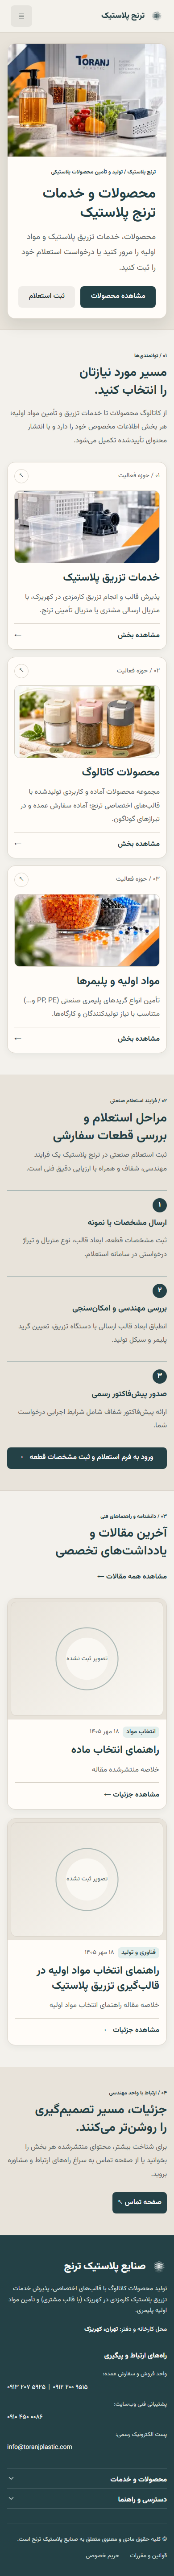 ترنج پلاستیک
TORANJ
PLASTIC
ترنج پلاستیک / تولید و تأمین محصولات پلاستیکی
محصولات و خدمات
ترنج پلاستیک
محصولات، خدمات تزریق پلاستیک و مواد
اولیه را مرور کنید یا درخواست استعلام خود
را ثبت کنید.
مشاهده محصولات
ثبت استعلام
۰۱ / توانمندی‌ها
مسیر مورد نیازتان
را انتخاب کنید.
از کاتالوگ محصولات تا خدمات تزریق و تأمین مواد اولیه؛
هر بخش اطلاعات مخصوص خود را دارد و با انتشار
محتوای تأییدشده تکمیل می‌شود.
۰۱ / حوزه فعالیت
خدمات تزریق پلاستیک
پذیرش قالب و انجام تزریق کارمزدی در کهریزک، با
متریال ارسالی مشتری یا متریال تأمینی ترنج.
مشاهده بخش ←
۰۲ / حوزه فعالیت
محصولات کاتالوگ
مجموعه محصولات آماده و کاربردی تولیدشده با
قالب‌های اختصاصی ترنج؛ آماده سفارش عمده و در
تیراژهای گوناگون.
مشاهده بخش ←
۰۳ / حوزه فعالیت
مواد اولیه و پلیمرها
تأمین انواع گریدهای پلیمری صنعتی (PP, PE و...)
متناسب با نیاز تولیدکنندگان و کارگاه‌ها.
مشاهده بخش ←
۰۲ / فرایند استعلام صنعتی
مراحل استعلام و
بررسی قطعات سفارشی
ثبت استعلام صنعتی در ترنج پلاستیک یک فرایند
مهندسی، شفاف و همراه با ارزیابی دقیق فنی است.
۱
ارسال مشخصات یا نمونه
ثبت مشخصات قطعه، ابعاد قالب، نوع متریال و تیراژ
درخواستی در سامانه استعلام.
۲
بررسی مهندسی و امکان‌سنجی
انطباق ابعاد قالب ارسالی با دستگاه تزریق، تعیین گرید
پلیمر و سیکل تولید.
۳
صدور پیش‌فاکتور رسمی
ارائه پیش‌فاکتور شفاف شامل شرایط اجرایی درخواست
شما.
ورود به فرم استعلام و ثبت مشخصات قطعه ←
۰۳ / دانشنامه و راهنماهای فنی
آخرین مقالات و
یادداشت‌های تخصصی
مشاهده همه مقالات ←
تصویر ثبت نشده
انتخاب مواد
۱۸ مهر ۱۴۰۵
راهنمای انتخاب ماده
خلاصه منتشرشده مقاله
مشاهده جزئیات ←
تصویر ثبت نشده
فناوری و تولید
۱۸ مهر ۱۴۰۵
راهنمای انتخاب مواد اولیه در
قالب‌گیری تزریق پلاستیک
خلاصه مقاله راهنمای انتخاب مواد اولیه
مشاهده جزئیات ←
۰۴ / ارتباط با واحد مهندسی
جزئیات، مسیر تصمیم‌گیری
را روشن‌تر می‌کنند.
برای شناخت بیشتر، محتوای منتشرشده هر بخش را
مرور کنید یا از صفحه تماس به سراغ راه‌های ارتباط و مشاوره
بروید.
صفحه تماس ↖
صنایع پلاستیک ترنج
تولید محصولات کاتالوگ با قالب‌های اختصاصی، پذیرش خدمات
تزریق پلاستیک کارمزدی در کهریزک (با قالب مشتری) و تأمین مواد
اولیه پلیمری.
محل کارخانه و دفتر: تهران، کهریزک
راه‌های ارتباط و پیگیری
واحد فروش و سفارش عمده:
۰۹۱۲ ۲۰۰ ۹۵۱۵ | ۰۹۱۳ ۲۰۷ ۵۹۲۵
پشتیبانی فنی وب‌سایت:
۰۹۱۰ ۴۵۰ ۰۰۸۶
پست الکترونیک رسمی:
info@toranjplastic.com
محصولات و خدمات
دسترسی و راهنما
© کلیه حقوق مادی و معنوی متعلق به صنایع پلاستیک ترنج است.
قوانین و مقررات
حریم خصوصی